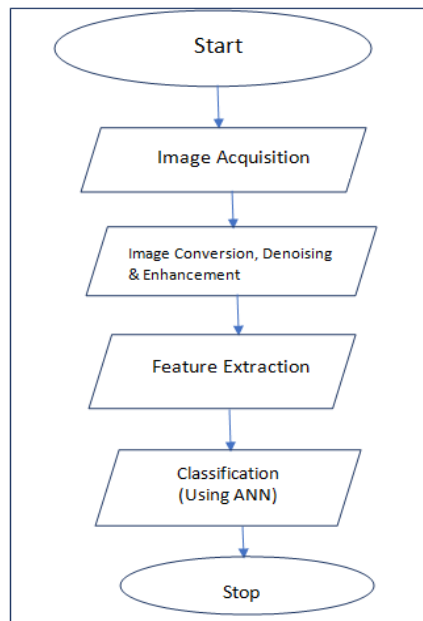 Start
Image Acquisition
Image Conversion, Denoising
& Enhancement
Feature Extraction
Classification
(Using ANN)
Stop